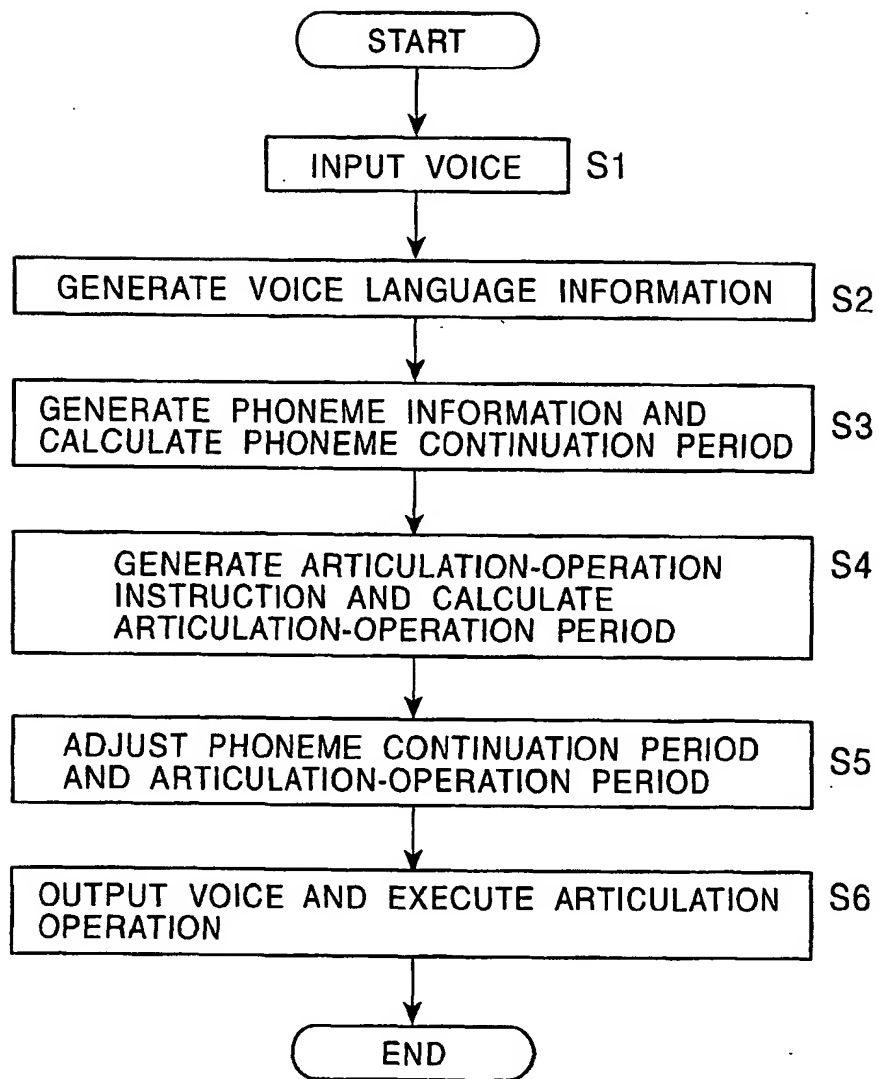 START
INPUT VOICE S1
GENERATE VOICE LANGUAGE INFORMATION S2
GENERATE PHONEME INFORMATION AND
CALCULATE PHONEME CONTINUATION PERIOD S3
GENERATE ARTICULATION-OPERATION S4
INSTRUCTION AND CALCULATE
ARTICULATION-OPERATION PERIOD
ADJUST PHONEME CONTINUATION PERIOD S5
AND ARTICULATION-OPERATION PERIOD
OUTPUT VOICE AND EXECUTE ARTICULATION S6
OPERATION
END